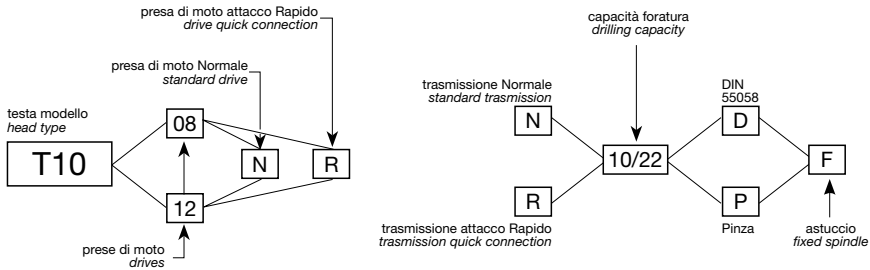 presa di moto attacco Rapido
drive quick connection
presa di moto Normale
standard drive
testa modello
head type
T10
08
12
N
R
prese di moto
drives
capacità foratura
drilling capacity
trasmissione Normale
standard trasmission
N
R
trasmissione attacco Rapido
trasmission quick connection
10/22
DIN
55058
D
P
Pinza
F
astuccio
fixed spindle